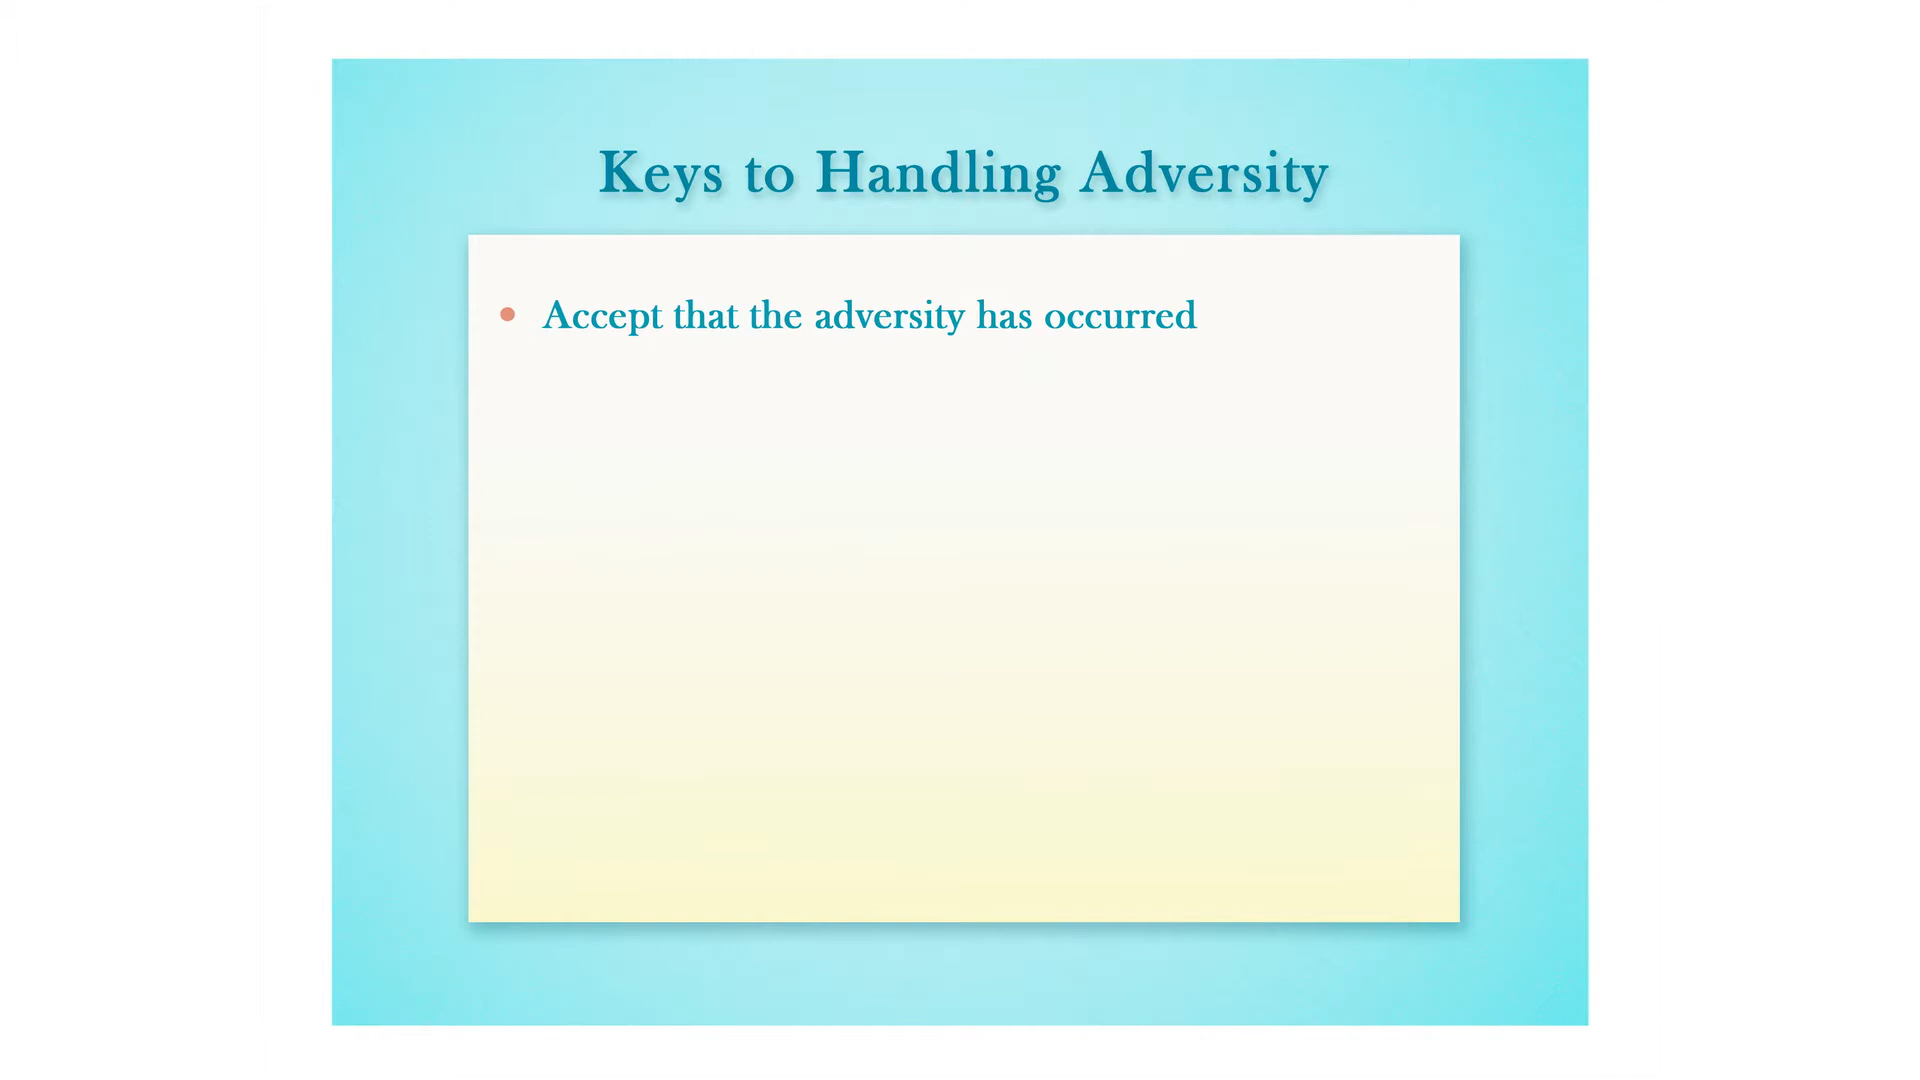 Keys to Handling Adversity
• Accept that the adversity has occurred